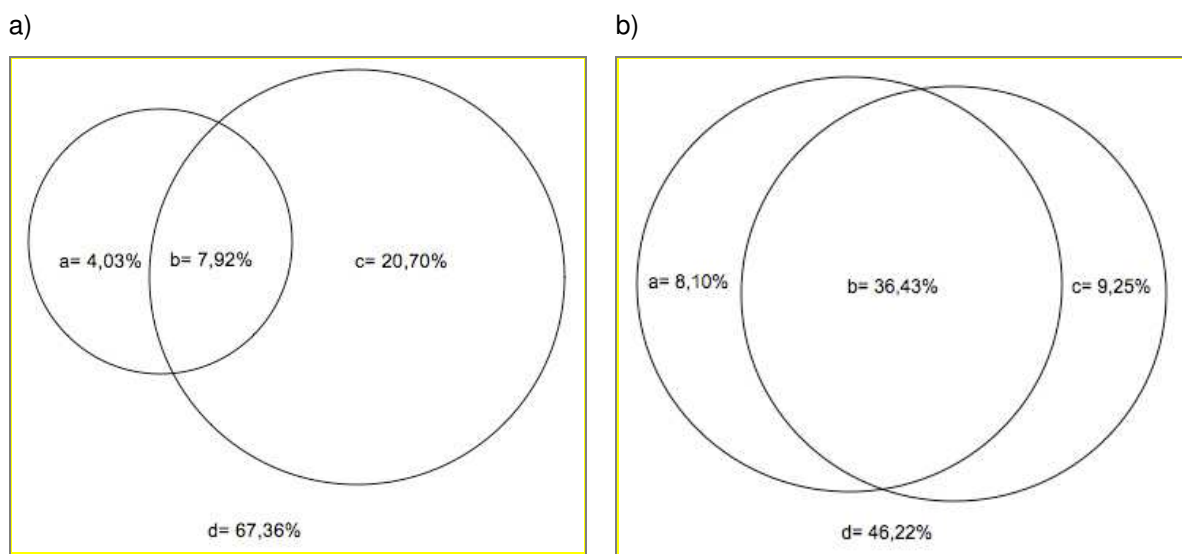 a)
b)
a= 4,03%
b= 7,92%
c= 20,70%
d= 67,36%
a= 8,10%
b= 36,43%
c= 9,25%
d= 46,22%